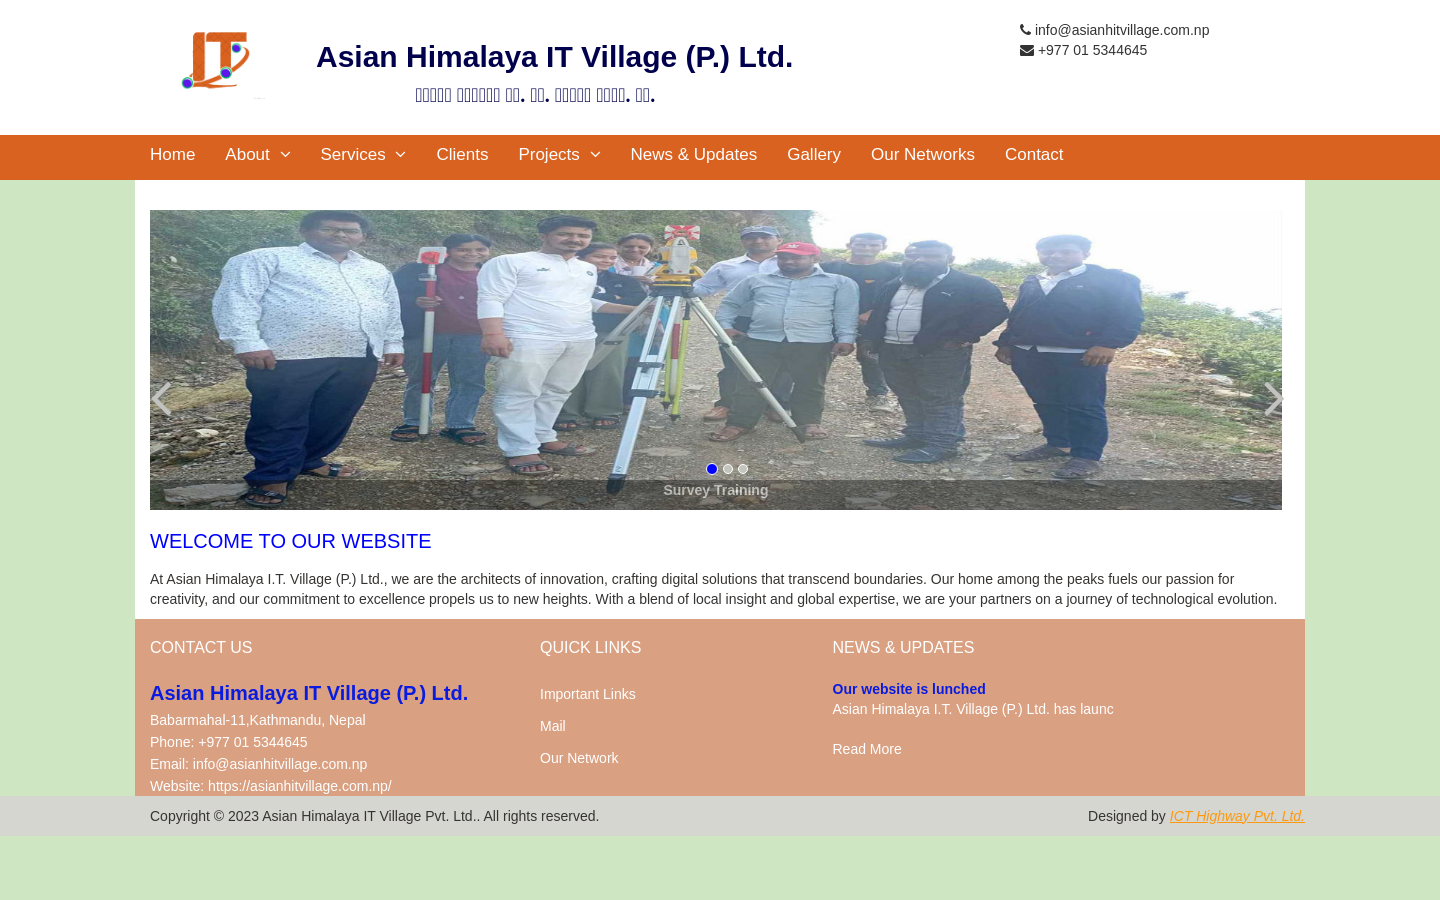 IT
Asian Himalaya IT Village (P.) Ltd.
info@asianhitvillage.com.np
+977 01 5344645
Home About Services Clients Projects News & Updates Gallery Our Networks Contact
Survey Training
WELCOME TO OUR WEBSITE
At Asian Himalaya I.T. Village (P.) Ltd., we are the architects of innovation, crafting digital solutions that transcend boundaries. Our home among the peaks fuels our passion for
creativity, and our commitment to excellence propels us to new heights. With a blend of local insight and global expertise, we are your partners on a journey of technological evolution.
CONTACT US
Asian Himalaya IT Village (P.) Ltd.
Babarmahal-11,Kathmandu, Nepal
Phone: +977 01 5344645
Email: info@asianhitvillage.com.np
Website: https://asianhitvillage.com.np/
QUICK LINKS
Important Links
Mail
Our Network
NEWS & UPDATES
Our website is lunched
Asian Himalaya I.T. Village (P.) Ltd. has launc
Read More
Copyright © 2023 Asian Himalaya IT Village Pvt. Ltd.. All rights reserved.
Designed by ICT Highway Pvt. Ltd.